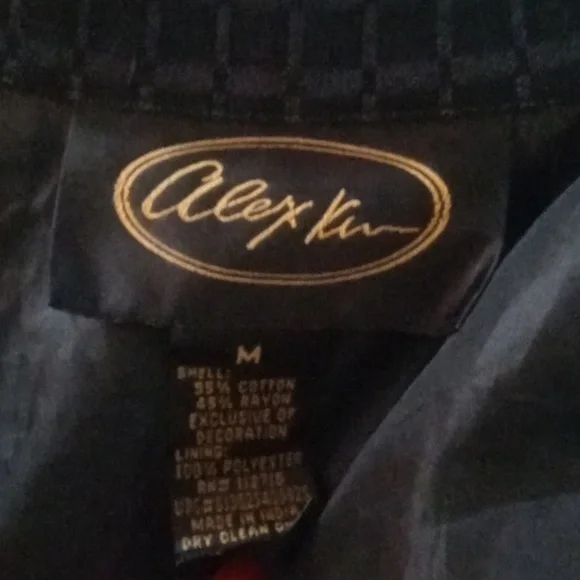 Alex Kim
M
SHELL:
55% COTTON
45% RAYON
EXCLUSIVE OF
DECORATION
LINING:
100% POLYESTER
MADE IN INDIA
DRY CLEAN